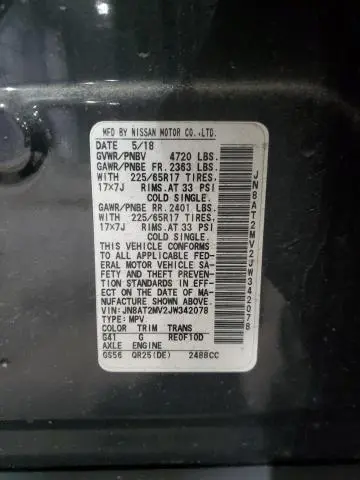 MFD BY NISSAN MOTOR CO.,LTD.
DATE 5/18
GVWR/PNBV 4720 LBS.
GAWR/PNBE FR. 2363 LBS.
WITH 225/65R17 TIRES.
17X7J RIMS.AT 33 PSI
COLD SINGLE.
GAWR/PNBE RR. 2401 LBS.
WITH 225/65R17 TIRES.
17X7J RIMS.AT 33 PSI
COLD SINGLE.
THIS VEHICLE CONFORMS
TO ALL APPLICABLE FED-
ERAL MOTOR VEHICLE SA-
FETY AND THEFT PREVENTION
STANDARDS IN EFF-
ECT ON THE DATE OF MA-
NUFACTURE SHOWN ABOVE.
VIN: JN8AT2MV2JW342078
TYPE: MPV
COLOR TRIM TRANS
G41 G RE0F10D
AXLE ENGINE
GS56 QR25(DE) 2488CC
JN8AT2MV2JW342078